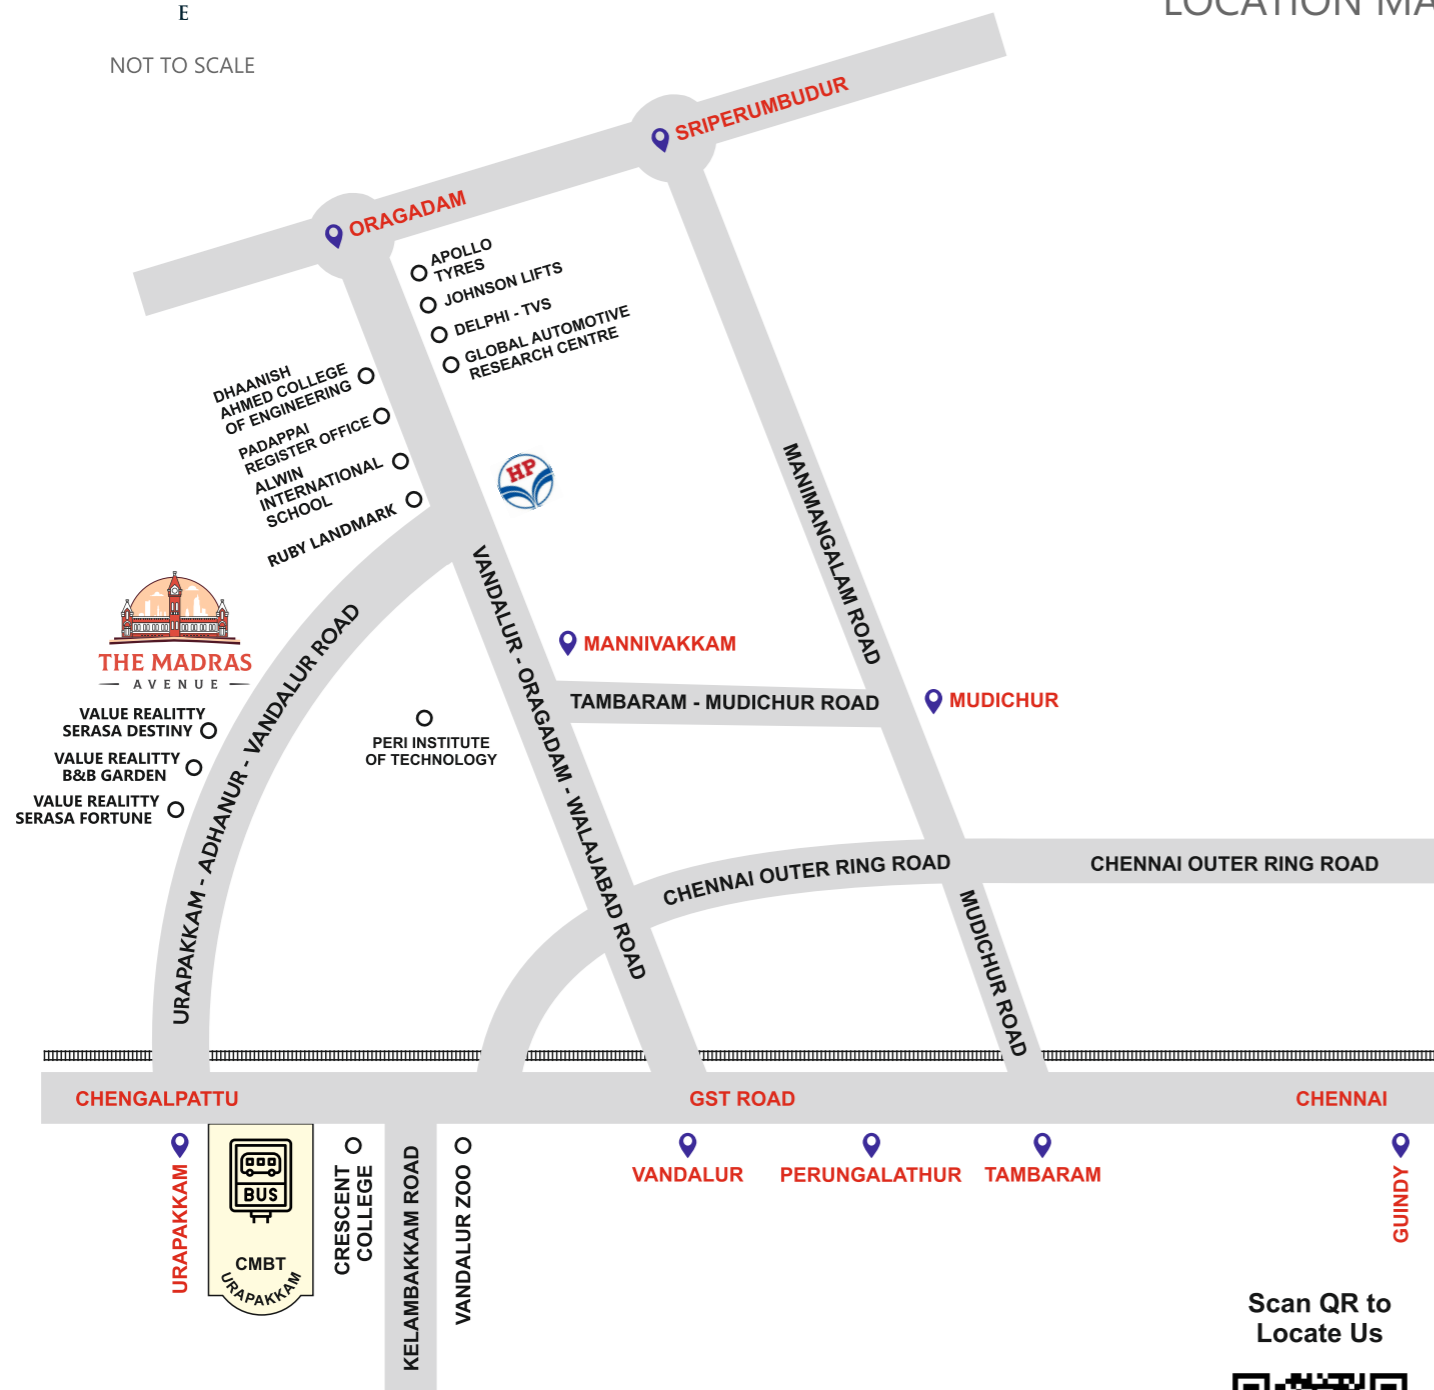 E
NOT TO SCALE
SRIPERUMBUDUR
ORAGADAM
APOLLO
TYRES
JOHNSON LIFTS
DELPHI - TVS
GLOBAL AUTOMOTIVE
RESEARCH CENTRE
DHAANISH
AHMED COLLEGE
OF ENGINEERING
PADAPPAI
REGISTER OFFICE
ALWIN
INTERNATIONAL
SCHOOL
RUBY LANDMARK
HP
MANIMANGALAM ROAD
VANDALUR - ORAGADAM - WALAJABAD ROAD
MANNIVAKKAM
TAMBARAM - MUDICHUR ROAD
MUDICHUR
THE MADRAS
AVENUE
VALUE REALITTY
SERASA DESTINY
VALUE REALITTY
B&B GARDEN
VALUE REALITTY
SERASA FORTUNE
URAPAKKAM - ADHANUR - VANDALUR ROAD
PERI INSTITUTE
OF TECHNOLOGY
CHENNAI OUTER RING ROAD
CHENNAI OUTER RING ROAD
MUDICHUR ROAD
CHENGALPATTU
GST ROAD
CHENNAI
URAPAKKAM
BUS
CMBT
URAPAKKAM
CRESCENT
COLLEGE
KELAMBAKKAM ROAD
VANDALUR ZOO
VANDALUR
PERUNGALATHUR
TAMBARAM
GUINDY
Scan QR to
Locate Us